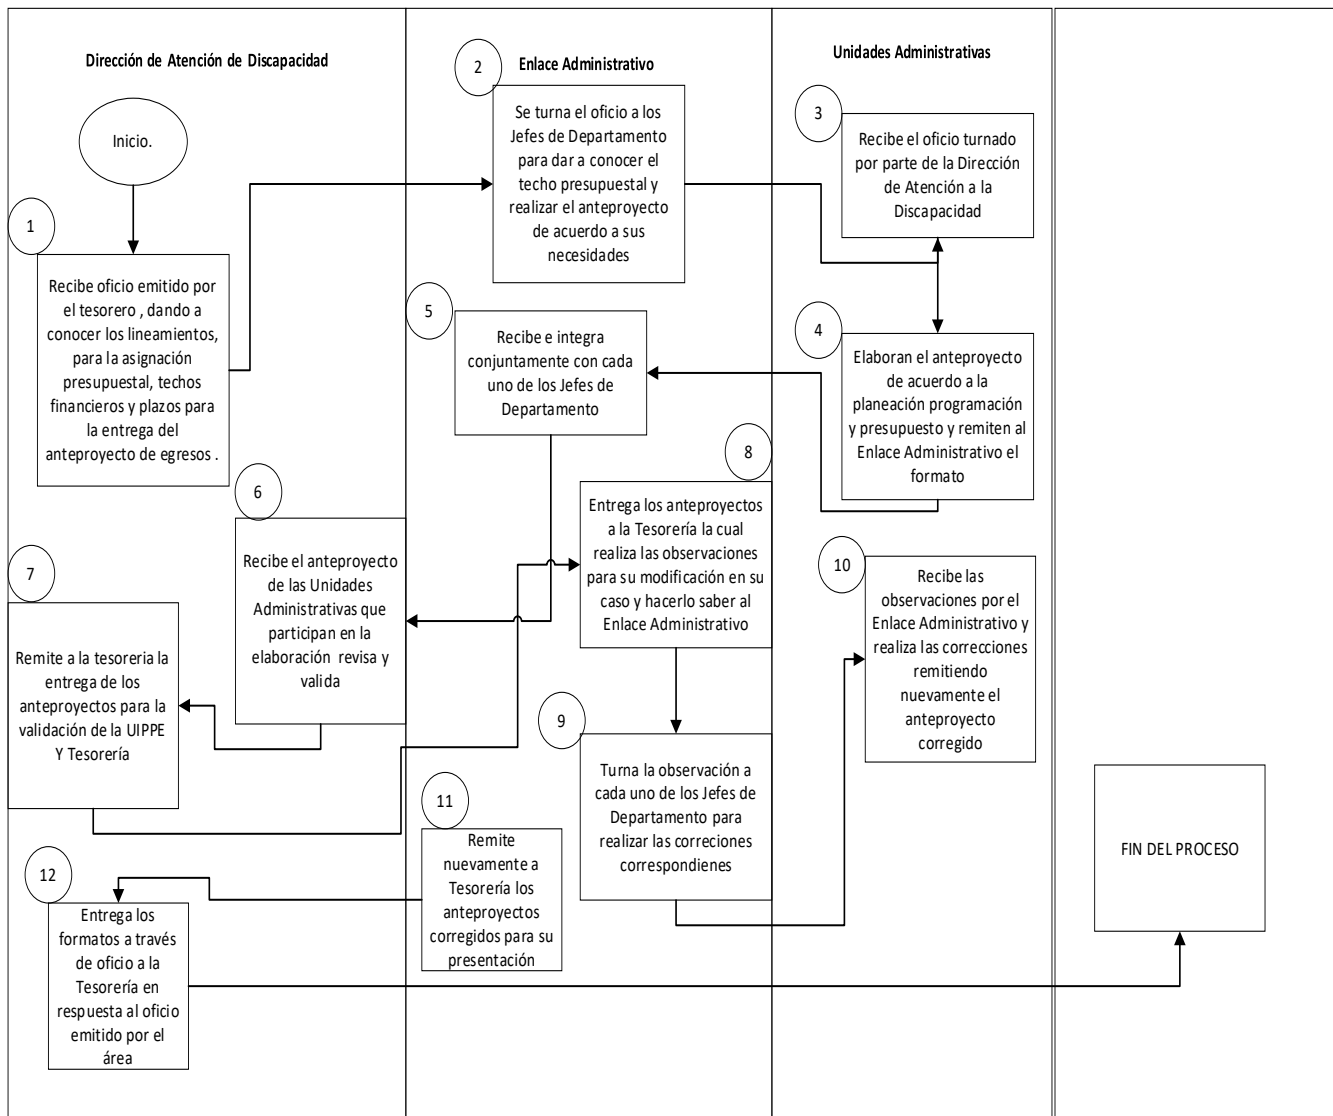 Dirección de Atención de Discapacidad
Enlace Administrativo
Unidades Administrativas
Inicio.
1
Recibe oficio emitido por
el tesorero , dando a
conocer los lineamientos,
para la asignación
presupuestal, techos
financieros y plazos para
la entrega del
anteproyecto de egresos .
2
Se turna el oficio a los
Jefes de Departamento
para dar a conocer el
techo presupuestal y
realizar el anteproyecto
de acuerdo a sus
necesidades
3
Recibe el oficio turnado
por parte de la Dirección
de Atención a la
Discapacidad
4
Elaboran el anteproyecto
de acuerdo a la
planeación programación
y presupuesto y remiten al
Enlace Administrativo el
formato
5
Recibe e integra
conjuntamente con cada
uno de los Jefes de
Departamento
6
Recibe el anteproyecto
de las Unidades
Administrativas que
participan en la
elaboración revisa y
valida
7
Remite a la tesoreria la
entrega de los
anteproyectos para la
validación de la UIPPE
Y Tesorería
8
Entrega los anteproyectos
a la Tesorería la cual
realiza las observaciones
para su modificación en su
caso y hacerlo saber al
Enlace Administrativo
9
Turna la observación a
cada uno de los Jefes de
Departamento para
realizar las correciones
correspondienes
10
Recibe las
observaciones por el
Enlace Administrativo y
realiza las correcciones
remitiendo
nuevamente el
anteproyecto
corregido
11
Remite
nuevamente a
Tesorería los
anteproyectos
corregidos para su
presentación
12
Entrega los
formatos a través
de oficio a la
Tesorería en
respuesta al oficio
emitido por el
área
FIN DEL PROCESO